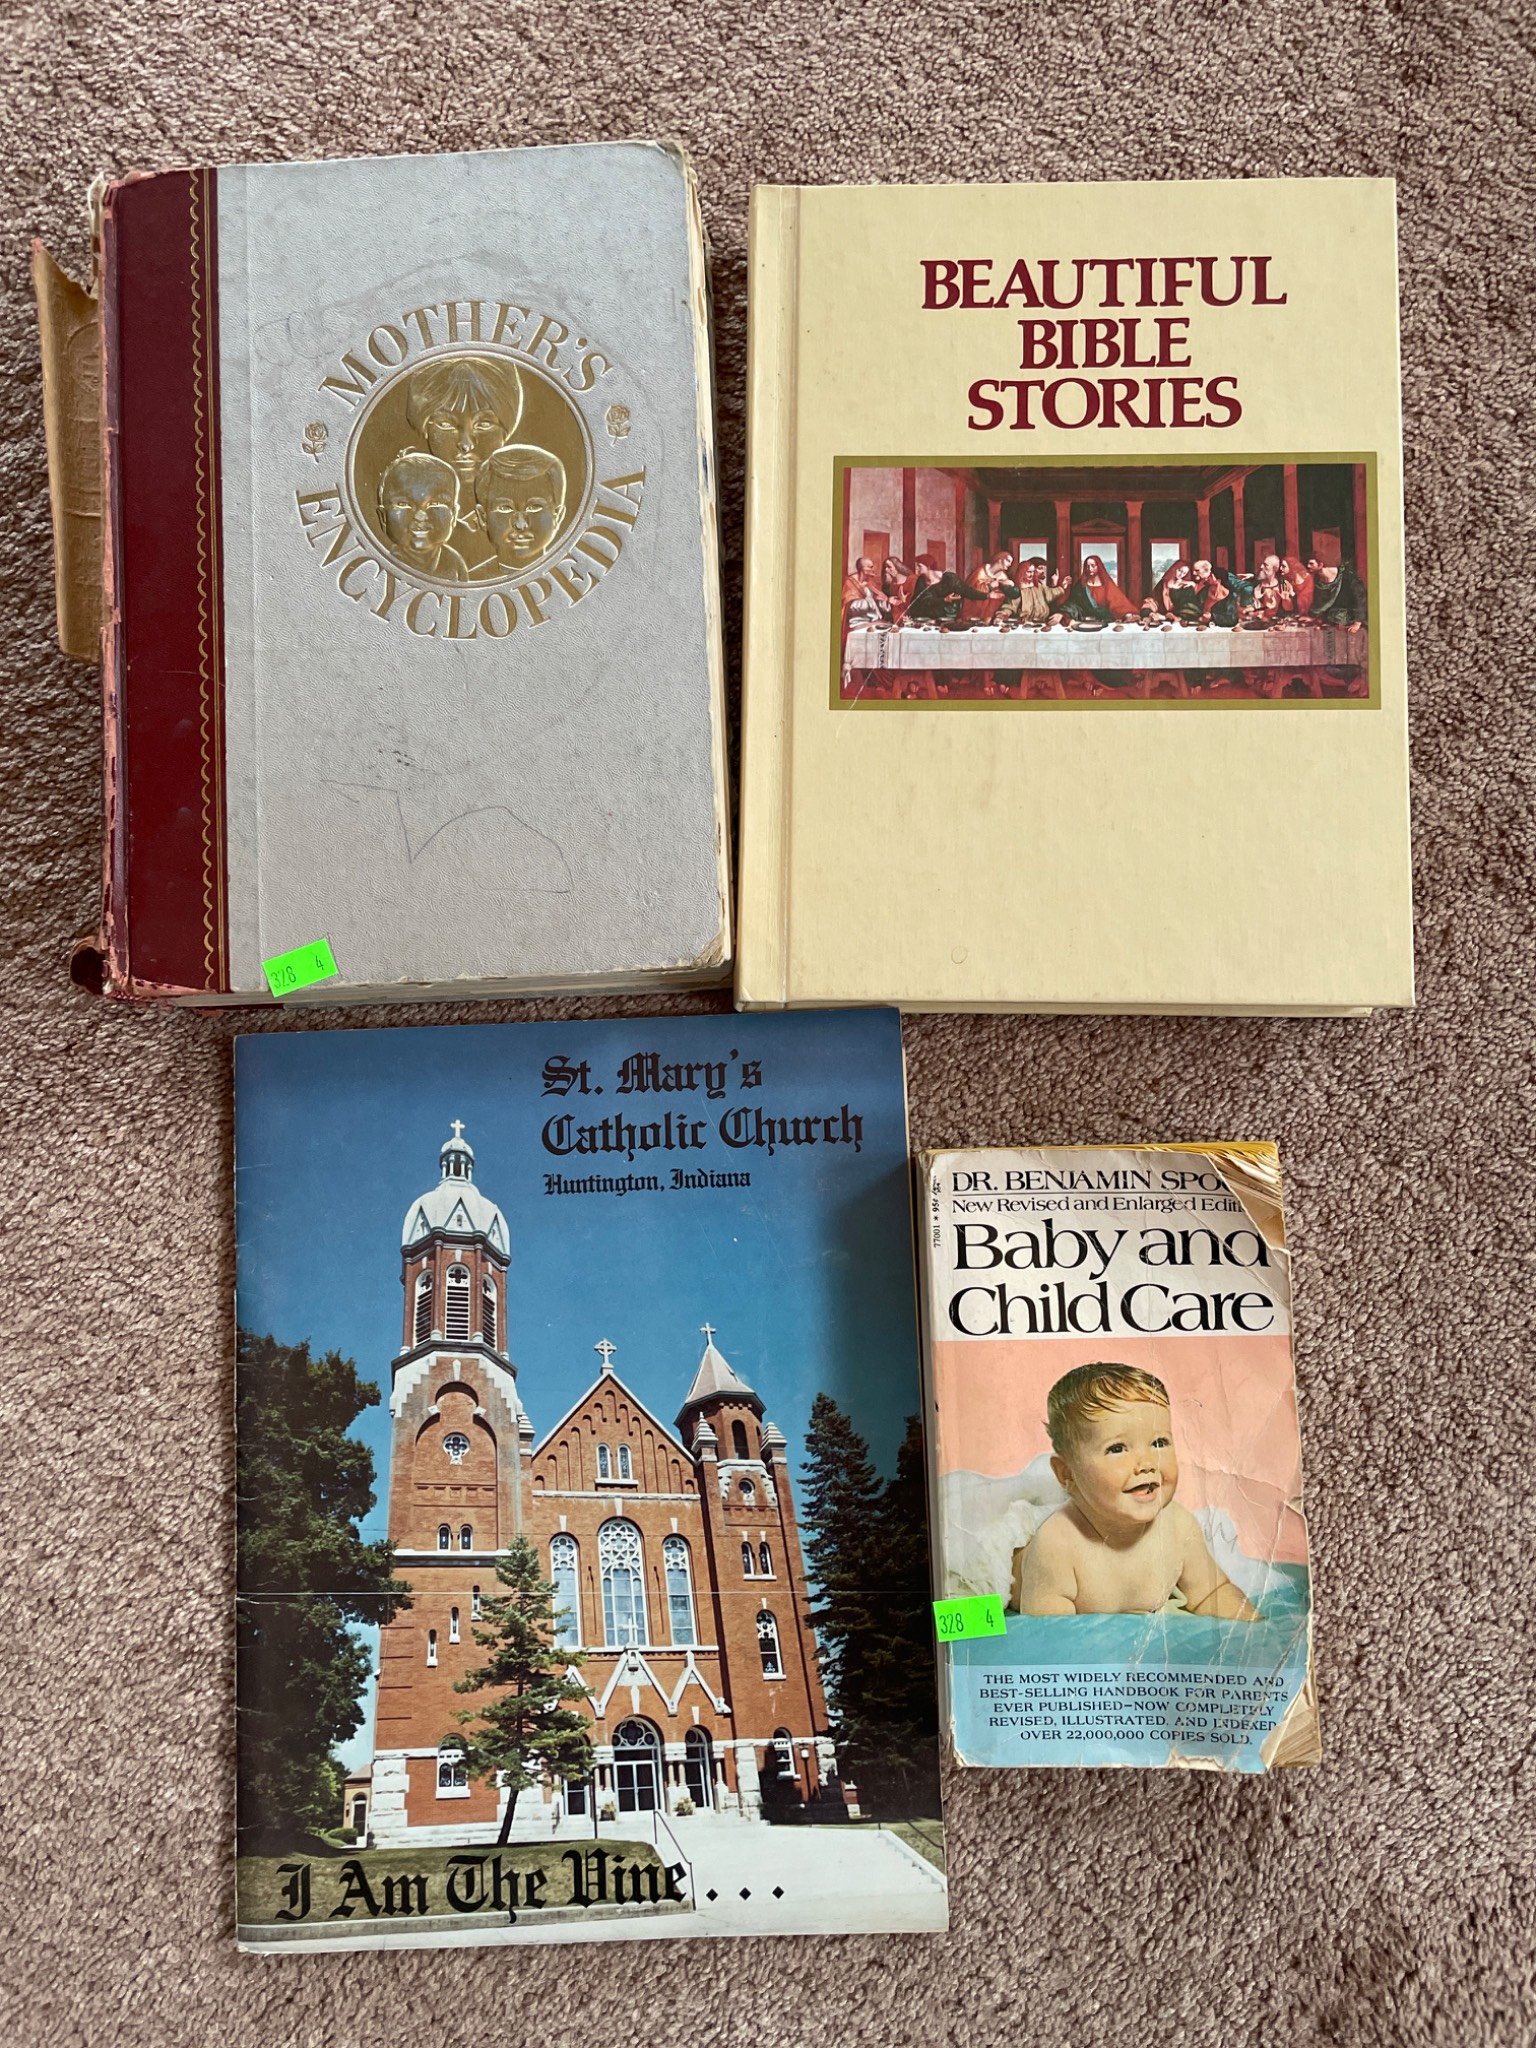 MOTHER'S
ENCYCLOPEDIA
328 4
BEAUTIFUL
BIBLE
STORIES
St. Mary's
Catholic Church
Huntington, Indiana
I Am The Vine...
DR. BENJAMIN
New Revised and Enlarged
Baby and
Child Care
77001 * 95¢
328 4
THE MOST WIDELY RECOMMENDED AND
BEST-SELLING HANDBOOK FOR PARENTS
EVER PUBLISHED—NOW COMPLETELY
REVISED, ILLUSTRATED, AND INDEXED
OVER 22,000,000 COPIES SOLD.